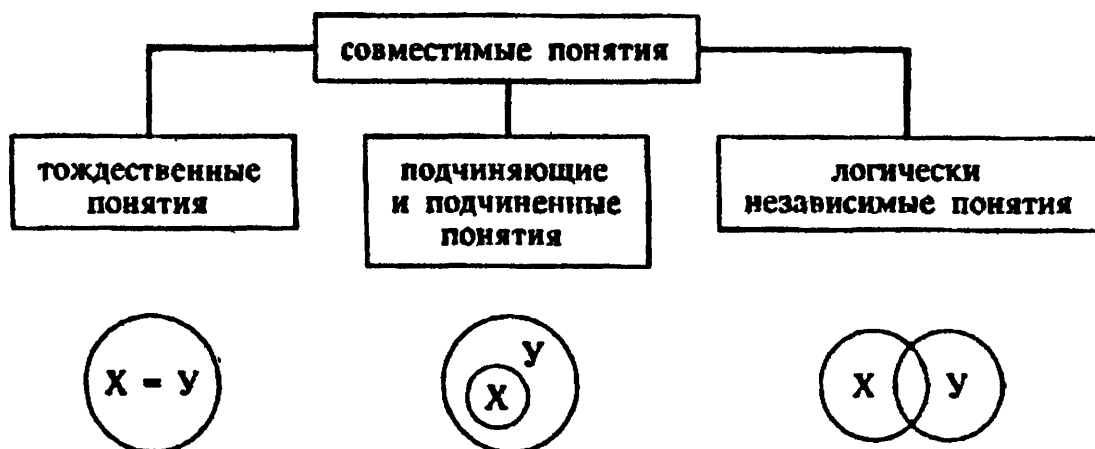 совместимые понятия
тождественные
понятия
подчиняющие
и подчиненные
понятия
логически
независимые понятия
X = У
У
X
X
У